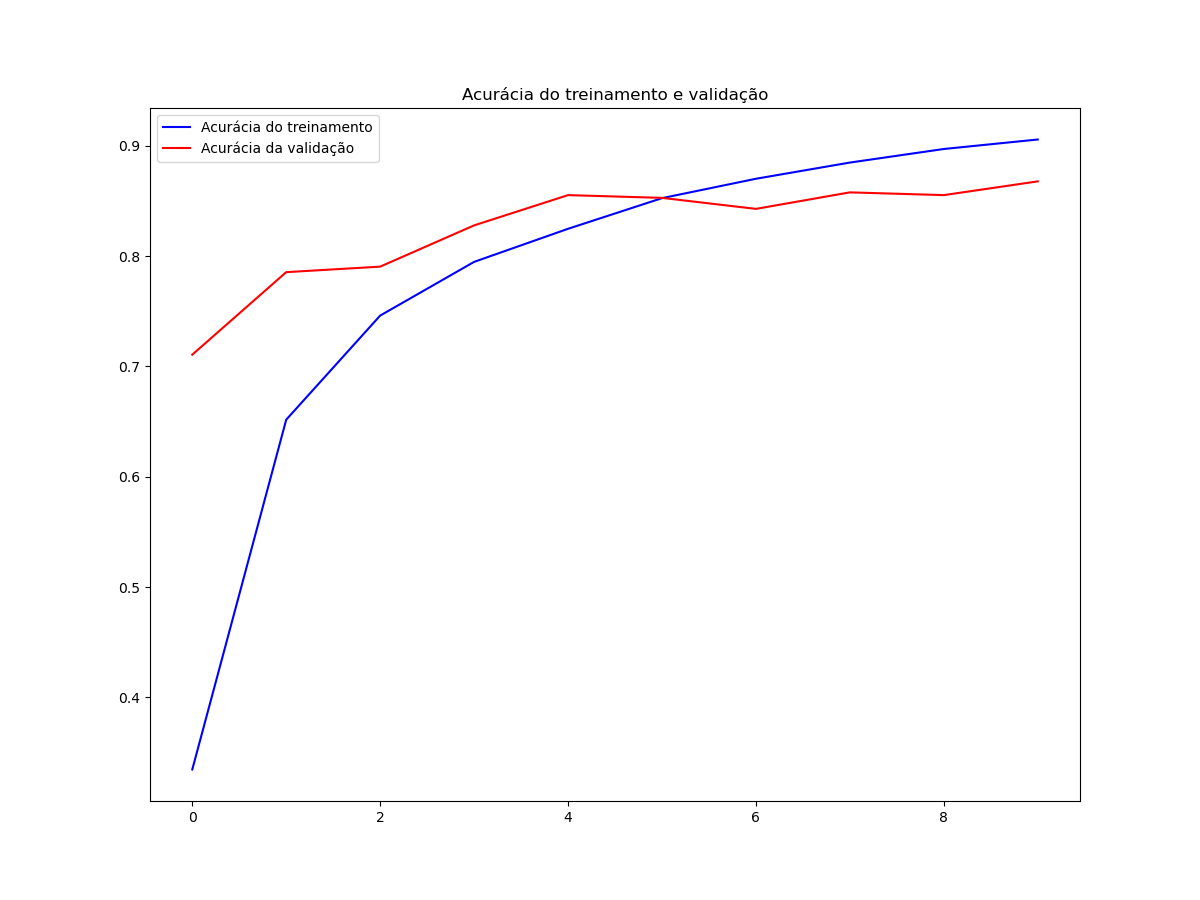 Acurácia do treinamento e validação
Acurácia do treinamento
Acurácia da validação
0.9
0.8
0.7
0.6
0.5
0.4
0 2 4 6 8